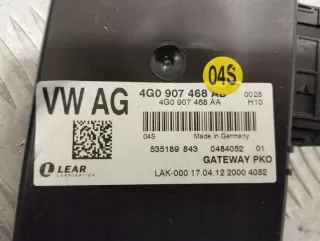 04S
VW AG
4G0 907 468 AD 0026
4G0 907 468 AA H10
04S Made in Germany
535189 843 0484052 01
GATEWAY PKO
LEAR
CORPORATION
LAK-000 17.04.12 2000 4052